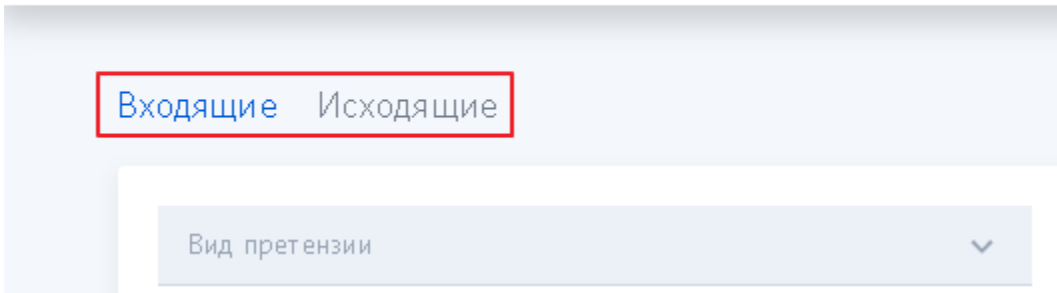 Входящие Исходящие
Вид претензии